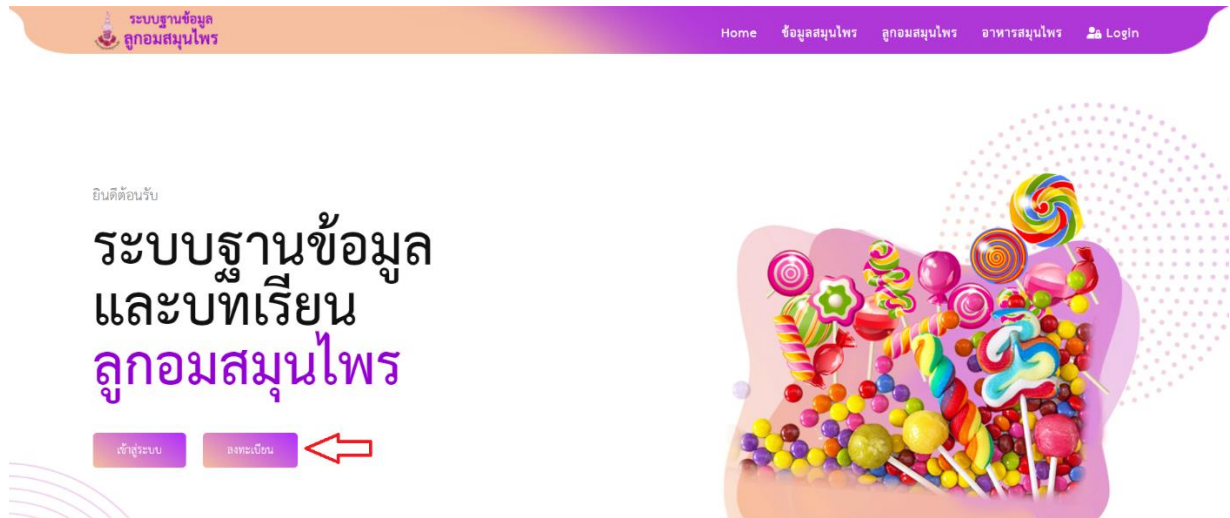 ระบบฐานข้อมูล
ลูกอมสมุนไพร
Home ข้อมูลสมุนไพร ลูกอมสมุนไพร อาหารสมุนไพร Login
ยินดีต้อนรับ
ระบบฐานข้อมูล
และบทเรียน
ลูกอมสมุนไพร
เข้าสู่ระบบ ลงทะเบียน